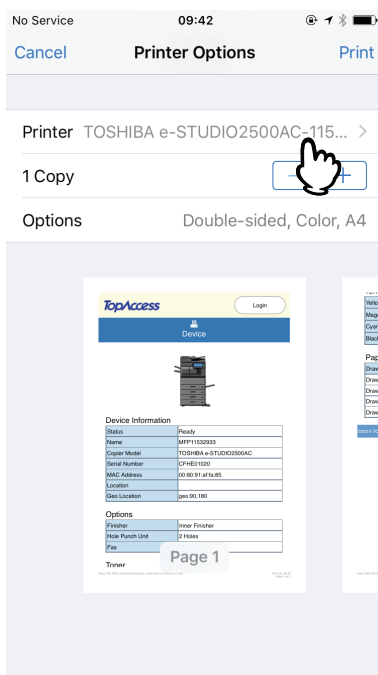 No Service 09:42
Cancel Printer Options Print
Printer TOSHIBA e-STUDIO2500AC-115...
1 Copy - +
Options Double-sided, Color, A4
TopAccess
Login
Device
Device Information
Status Ready
Name MFP11532933
Copier Model TOSHIBA e-STUDIO2500AC
Serial Number CFHE01020
MAC Address 00:80:91:af:fa:85
Location
Geo Location geo:90,180
Options
Finisher Inner Finisher
Hole Punch Unit 2 Holes
Fax
Toner
Page 1